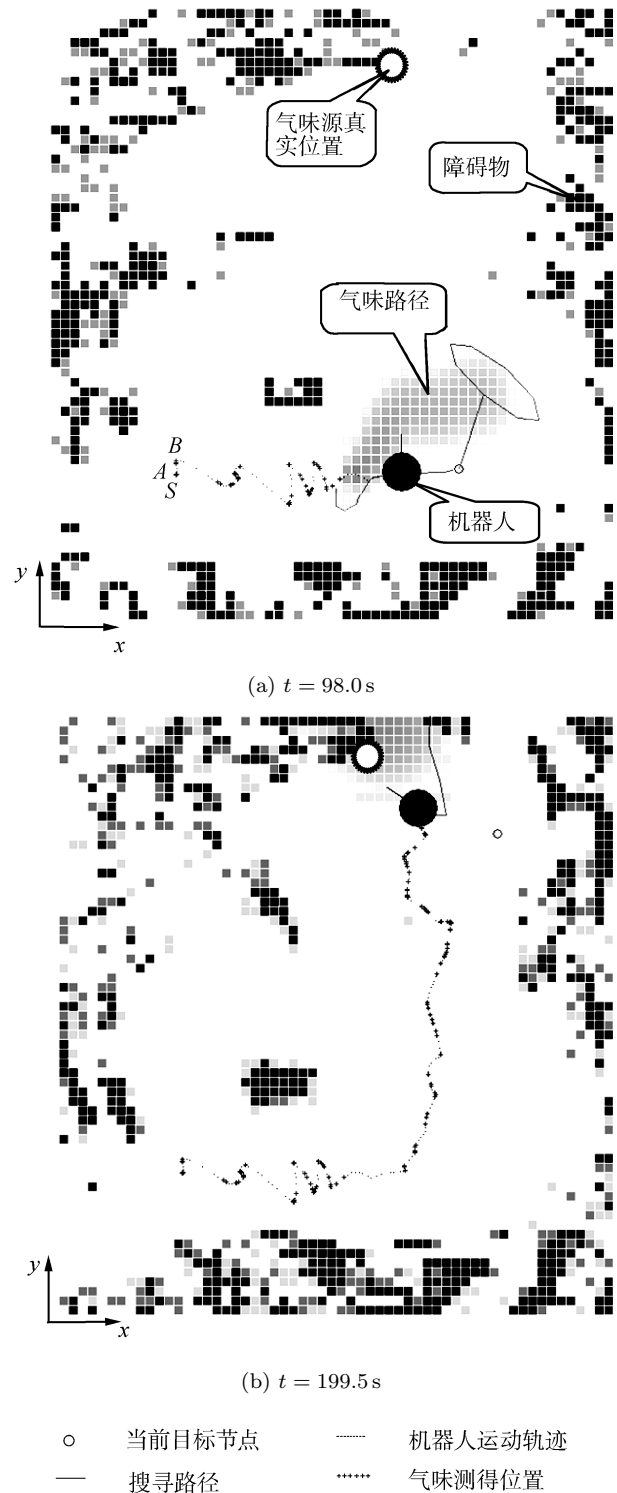 气味源真
实位置
障碍物
气味路径
B
A
S
机器人
y
x
(a) t = 98.0 s
y
x
(b) t = 199.5 s
当前目标节点
机器人运动轨迹
搜寻路径
气味测得位置